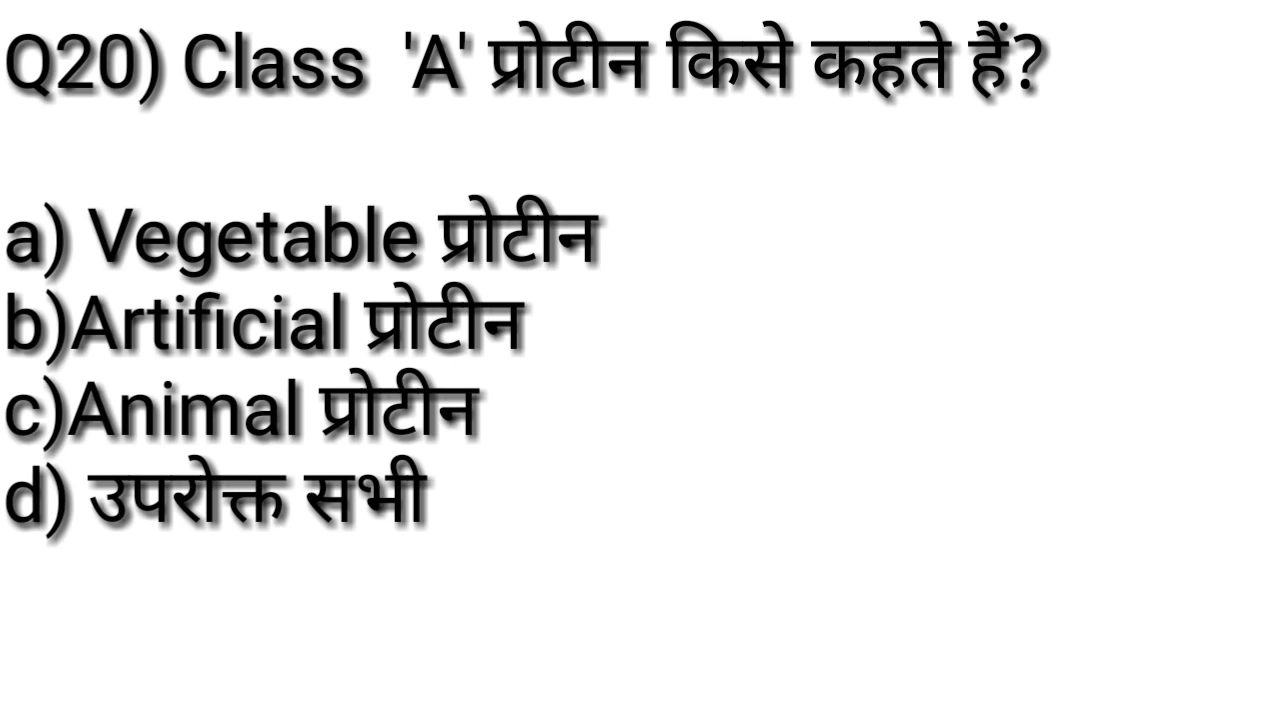 Q20) Class 'A' प्रोटीन किसे कहते हैं?
a) Vegetable प्रोटीन
b)Artificial प्रोटीन
c)Animal प्रोटीन
d) उपरोक्त सभी